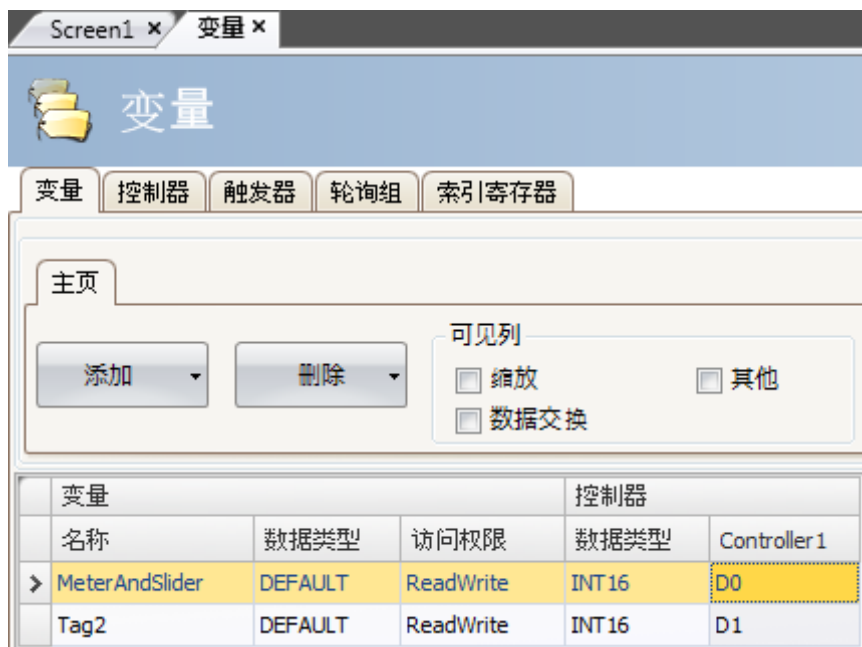 Screen1 × 变量 ×
变量
变量 控制器 触发器 轮询组 索引寄存器
主页
可见列
添加 删除 缩放 其他
数据交换
变量 控制器
名称 数据类型 访问权限 数据类型 Controller1
MeterAndSlider DEFAULT ReadWrite INT16 D0
Tag2 DEFAULT ReadWrite INT16 D1